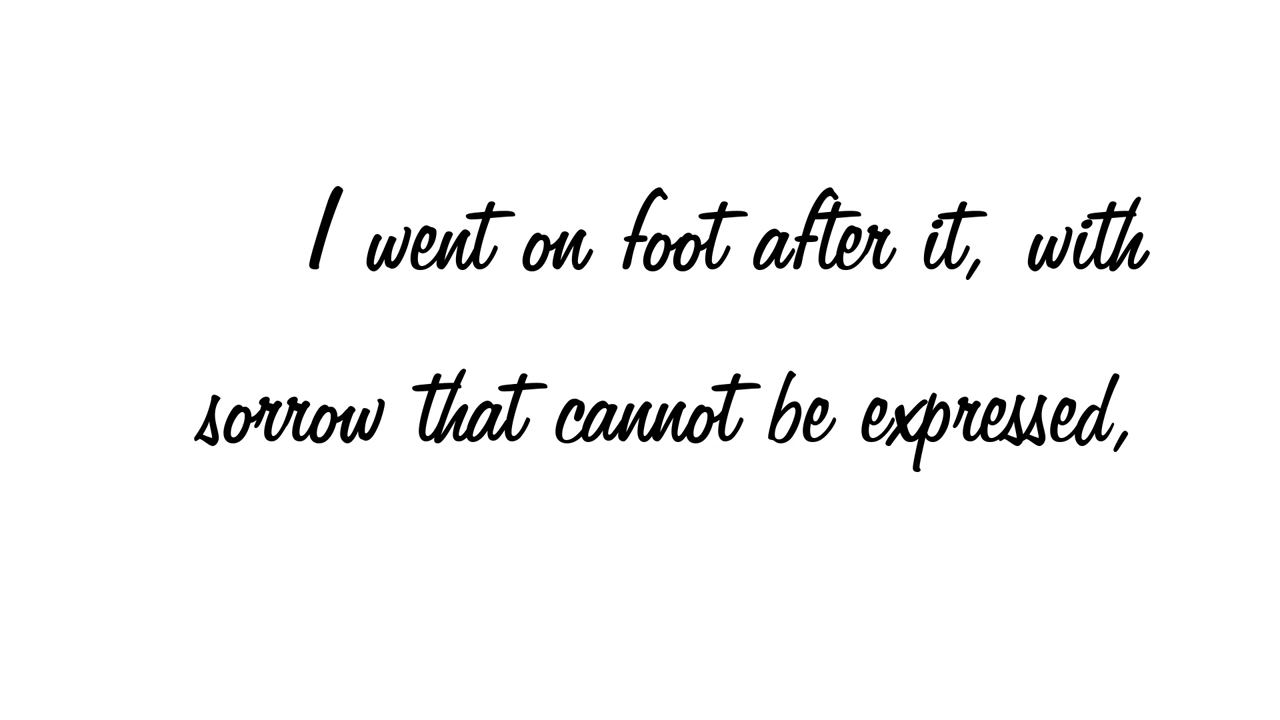 I went on foot after it, with
sorrow that cannot be expressed,